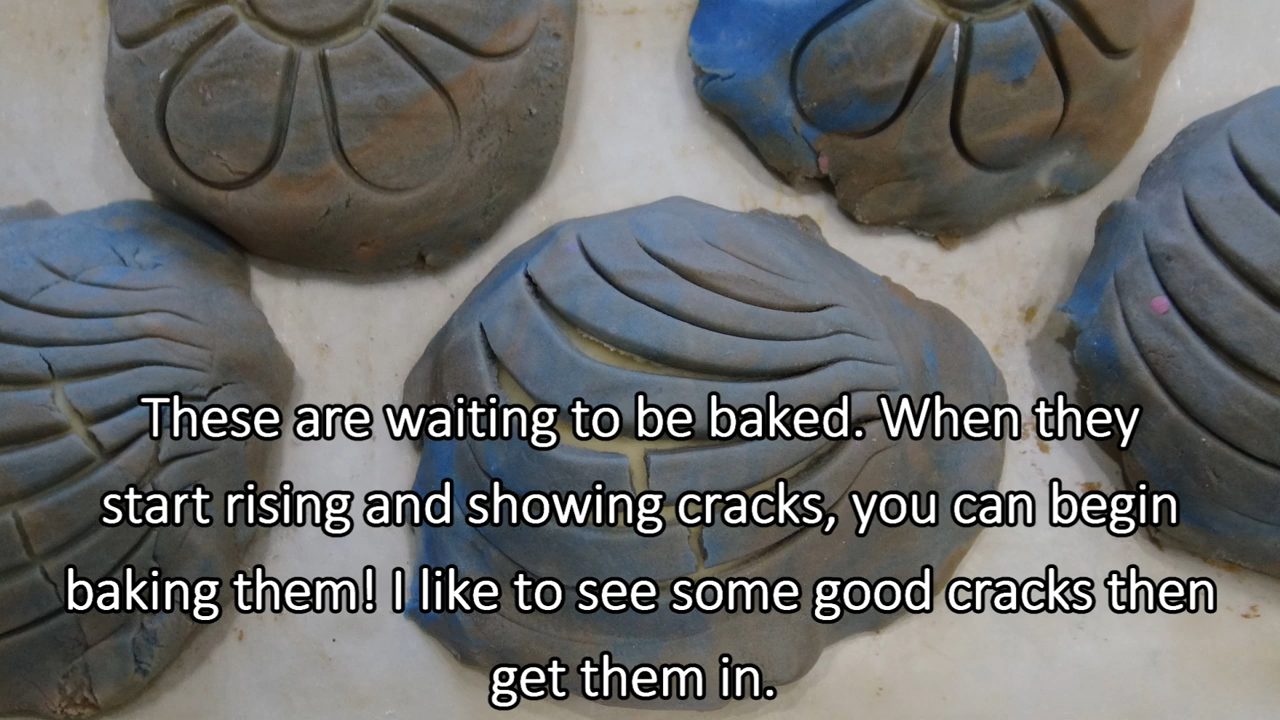 These are waiting to be baked. When they
start rising and showing cracks, you can begin
baking them! I like to see some good cracks then
get them in.